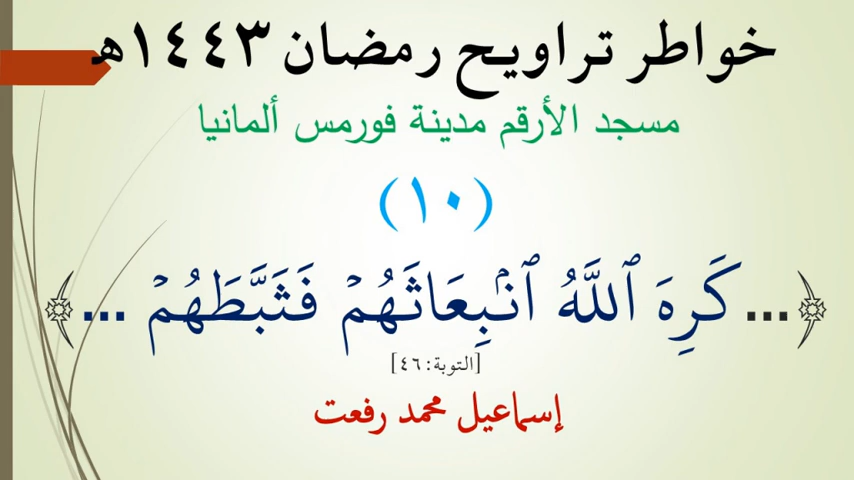 خواطر تراويح رمضان ١٤٤٣هـ
مسجد الأرقم مدينة فورمس ألمانيا
(١٠)
﴿... كَرِهَ ٱللَّهُ ٱنۢبِعَاثَهُمۡ فَثَبَّطَهُمۡ ...﴾
[التوبة: ٤٦]
إسماعيل محمد رفعت